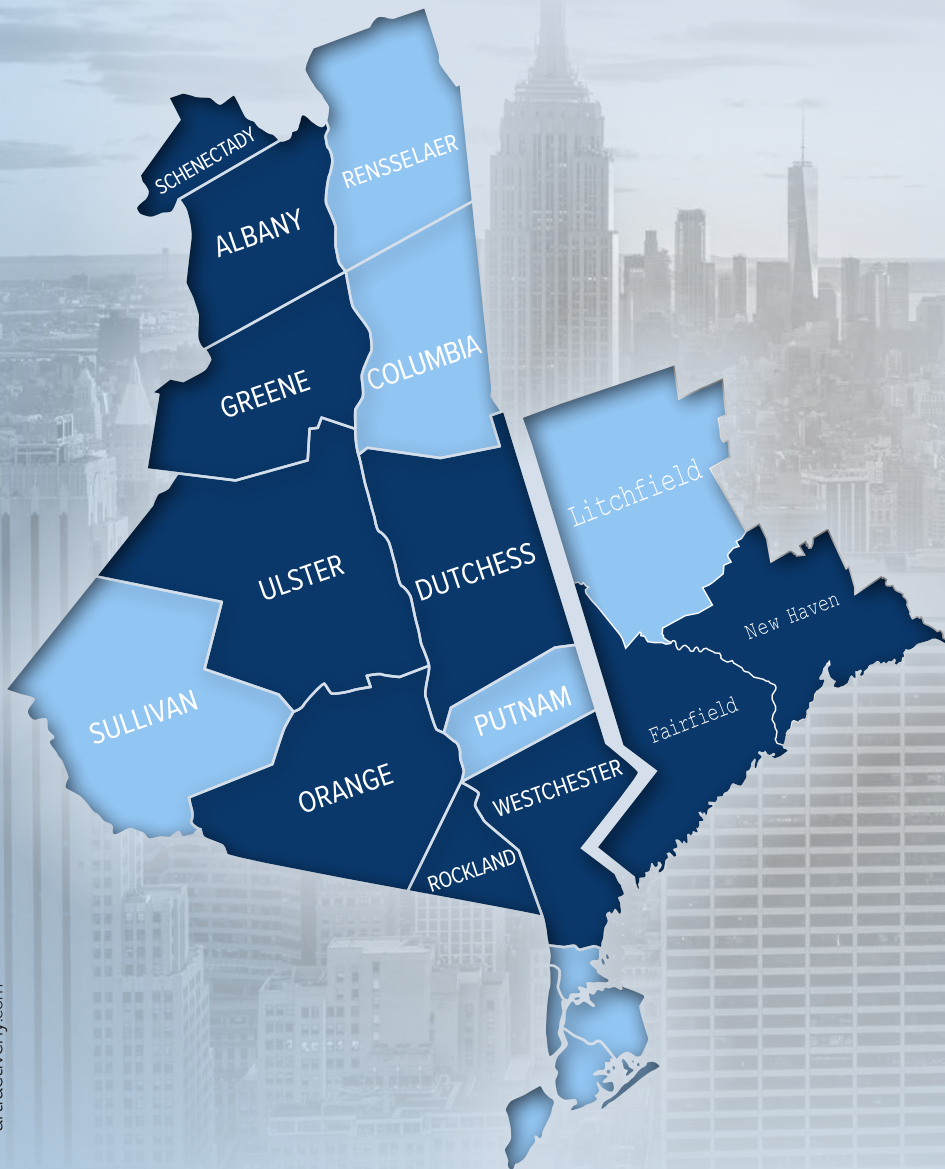 SCHENECTADY
RENSSELAER
ALBANY
COLUMBIA
GREENE
Litchfield
ULSTER
DUTCHESS
New Haven
SULLIVAN
PUTNAM
Fairfield
ORANGE
WESTCHESTER
ROCKLAND